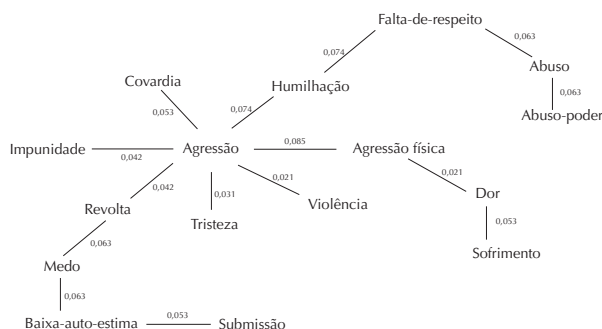 Falta-de-respeito
0,063
0,074
Abuso
Covardia
Humilhação
0,063
0,053
0,074
Abuso-poder
Impunidade
0,042
Agressão
0,085
Agressão física
0,042
0,031
0,021
0,021
Revolta
Violência
Dor
Tristeza
0,063
0,053
Medo
Sofrimento
0,063
Baixa-auto-estima
0,053
Submissão